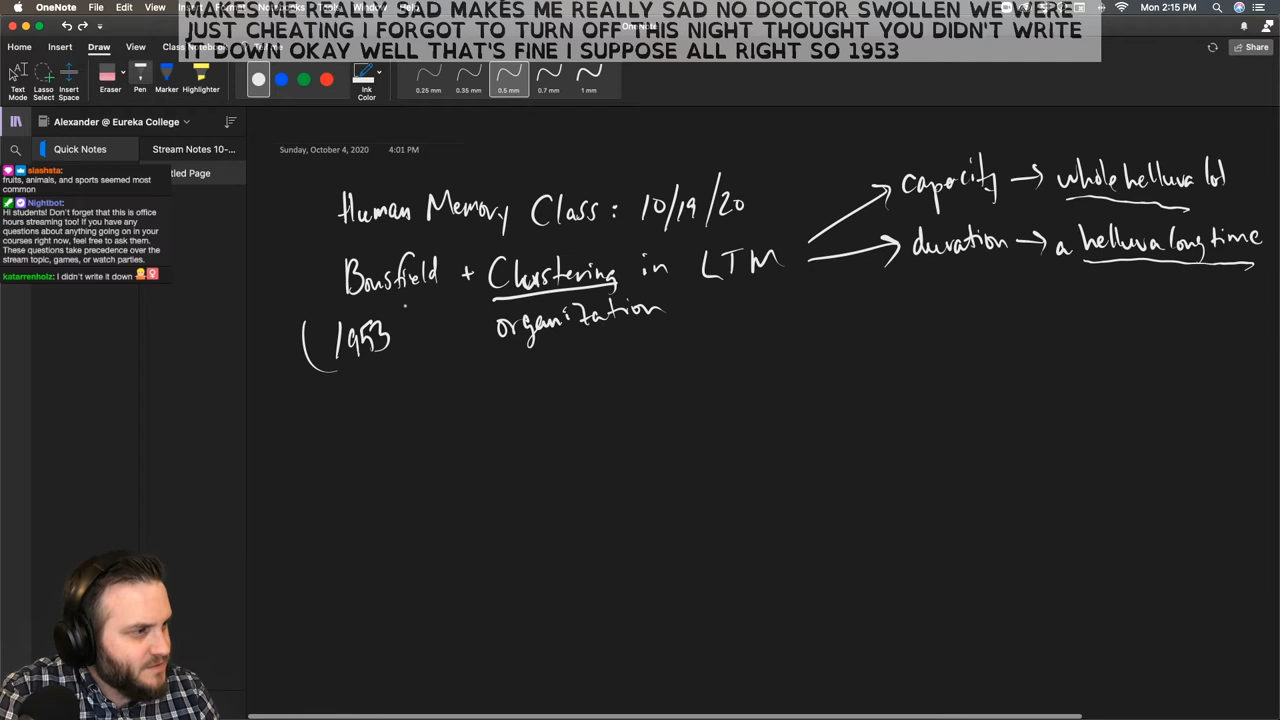 MAKES ME REALLY SAD MAKES ME REALLY SAD NO DOCTOR SWOLLEN WE WERE
JUST CHEATING I FORGOT TO TURN OFF THIS NIGHT THOUGHT YOU DIDN'T WRITE
IT DOWN OKAY WELL THAT'S FINE I SUPPOSE ALL RIGHT SO 1953
OneNote File Edit View Insert Format Notebooks Window Help
Mon 2:15 PM
OneNote
Home Insert Draw View Class Notebook Tell me
Share
Text Mode
Lasso Select
Insert Space
Eraser
Pen
Marker
Highlighter
Ink Color
0.25 mm
0.35 mm
0.5 mm
0.7 mm
1 mm
Alexander @ Eureka College
Quick Notes
Stream Notes 10-...
Untitled Page
slashsta:
fruits, animals, and sports seemed most
common
Nightbot:
Hi students! Don't forget that this is office
hours streaming too! If you have any
questions about anything going on in your
courses right now, feel free to ask them.
These questions take precedence over the
stream topic, games, or watch parties.
katarrenholz: I didn't write it down
Sunday, October 4, 2020 4:01 PM
Human Memory Class: 10/19/20
Bousfield + Clustering in LTM
(1953
organization
capacity → whole helluva lot
duration → a helluva long time